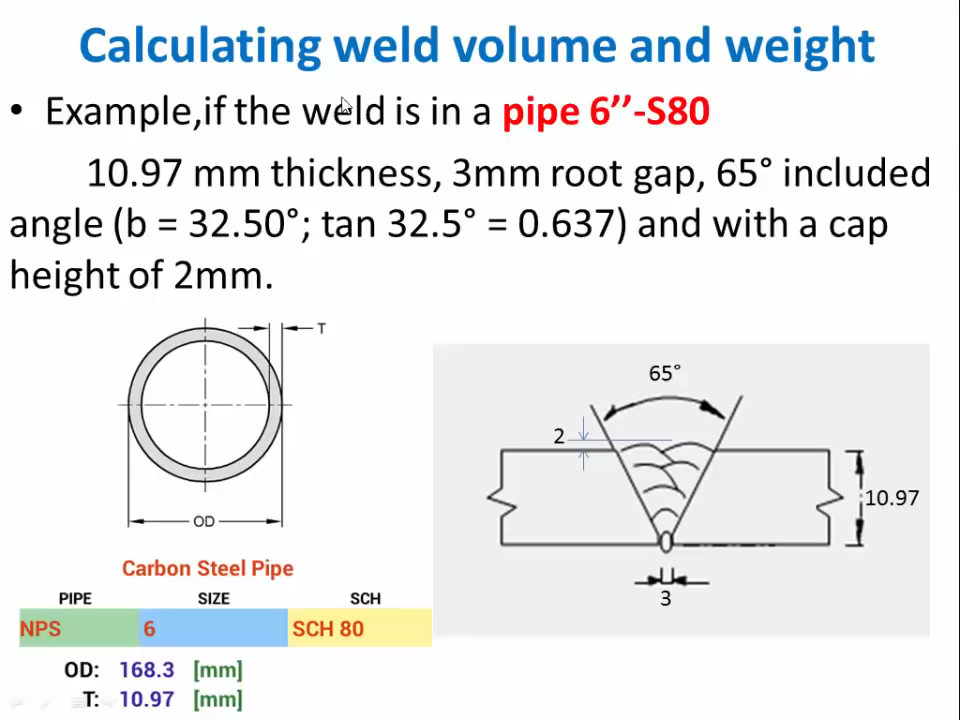 Calculating weld volume and weight
• Example,if the weld is in a pipe 6’’-S80
10.97 mm thickness, 3mm root gap, 65° included
angle (b = 32.50°; tan 32.5° = 0.637) and with a cap
height of 2mm.
T
OD
65°
2
10.97
3
Carbon Steel Pipe
PIPE SIZE SCH
NPS 6 SCH 80
OD: 168.3 [mm]
T: 10.97 [mm]